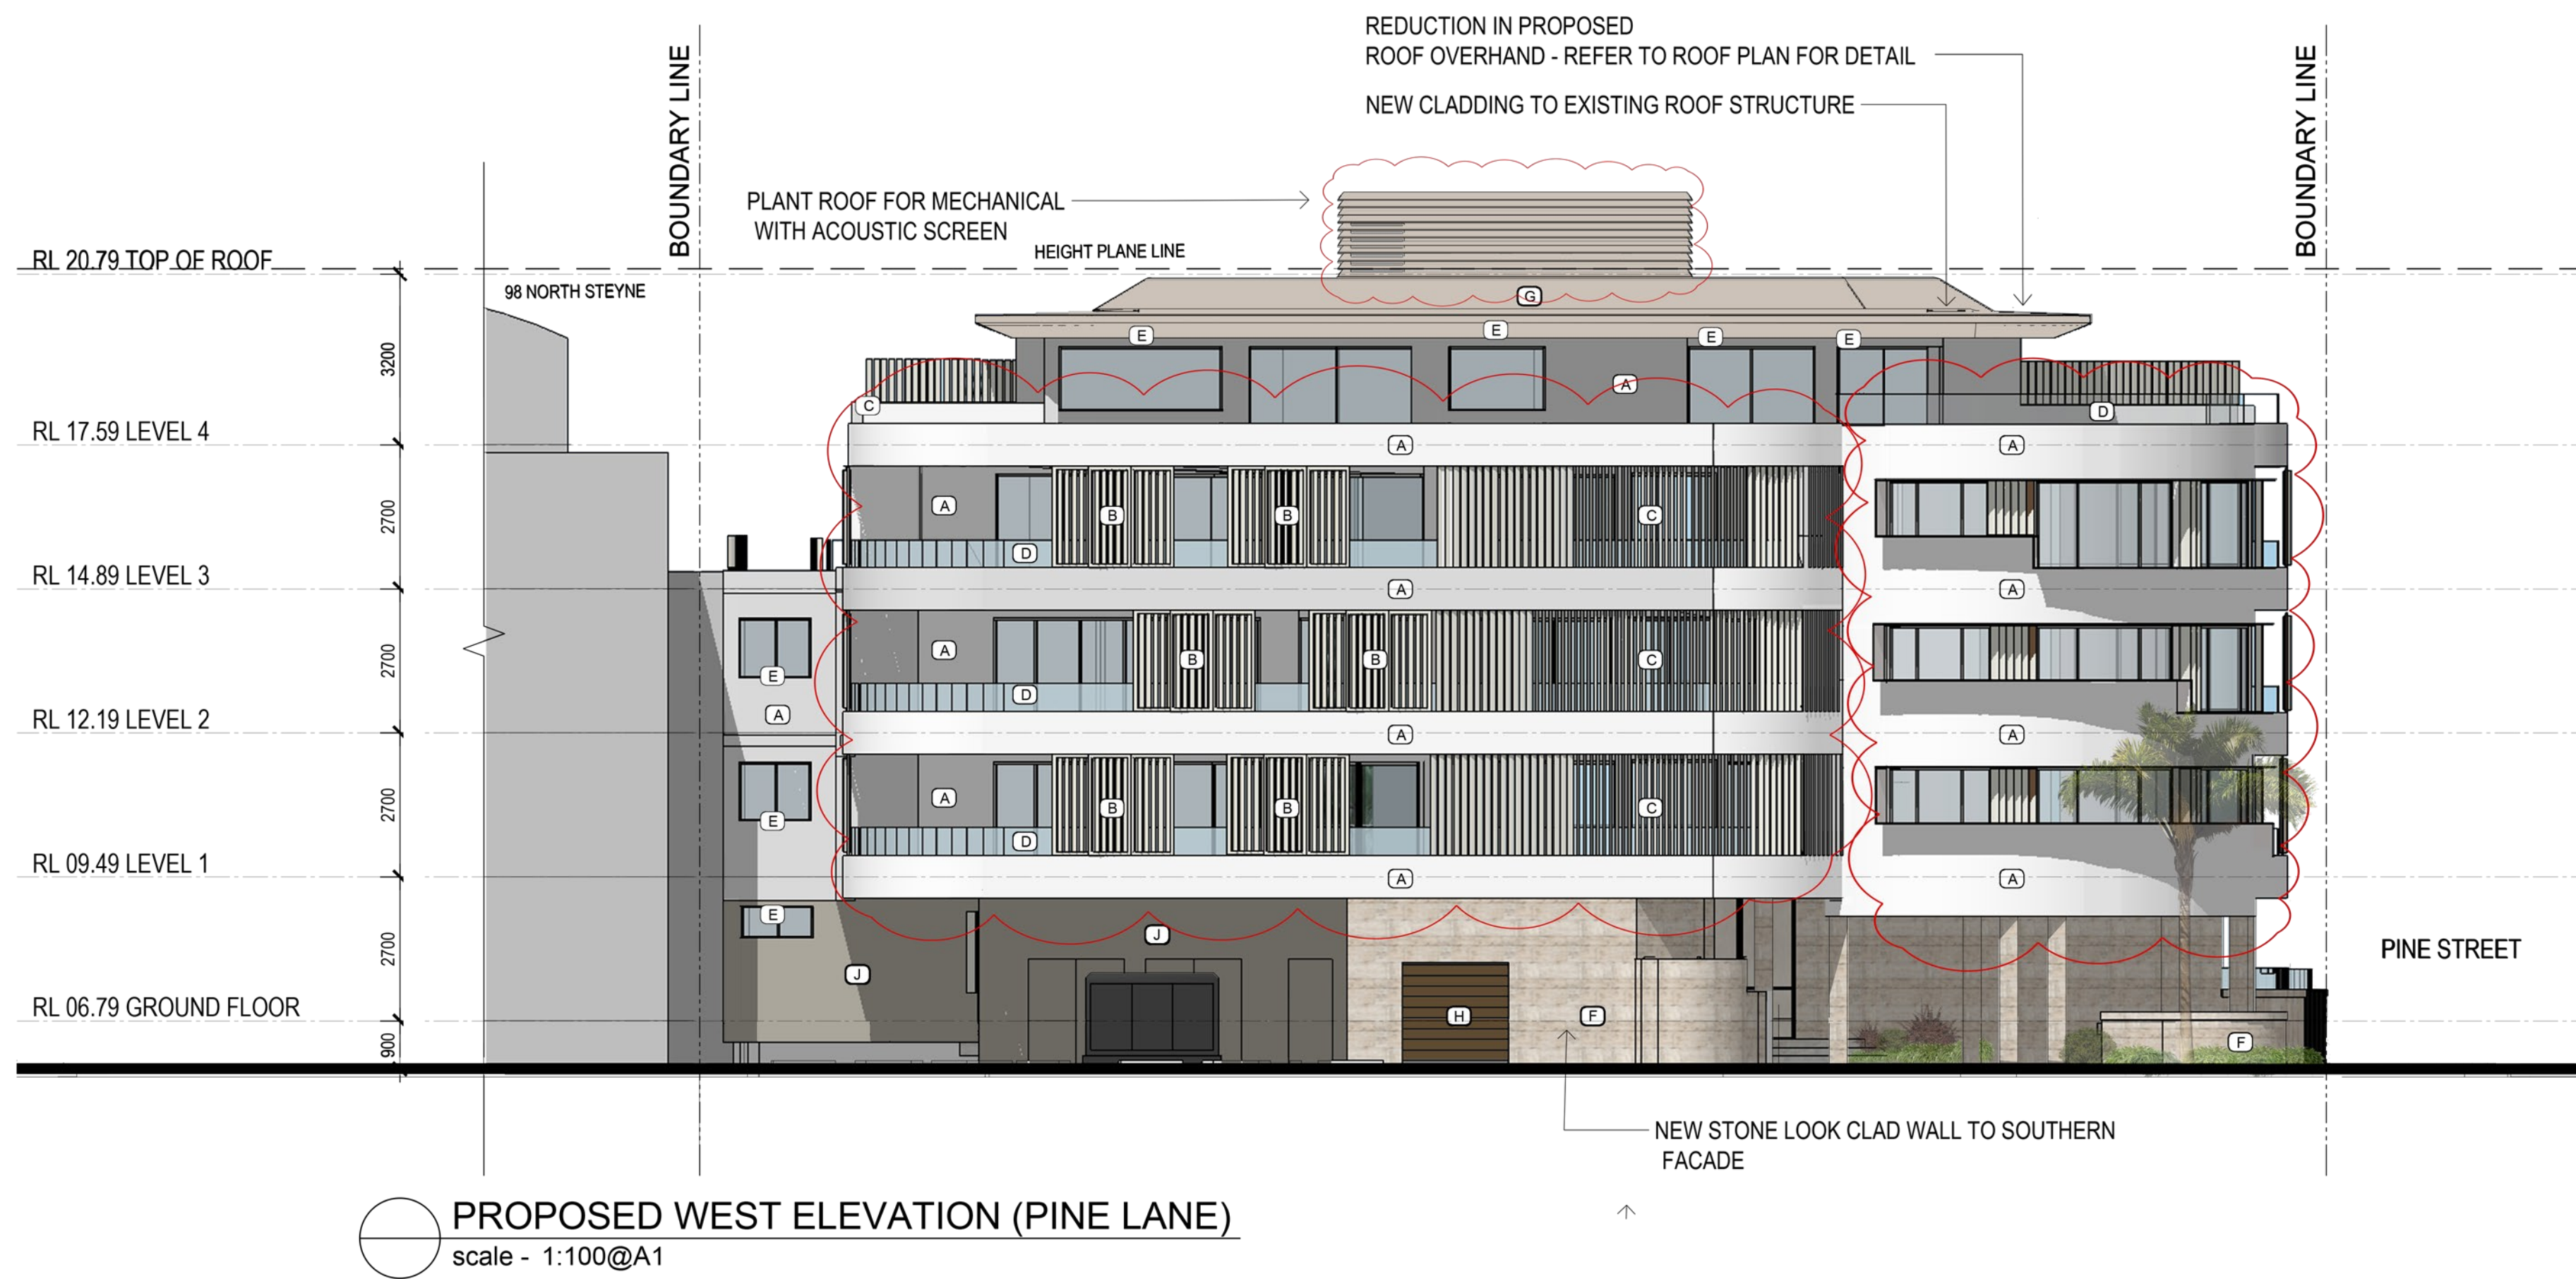 REDUCTION IN PROPOSED
ROOF OVERHAND - REFER TO ROOF PLAN FOR DETAIL
NEW CLADDING TO EXISTING ROOF STRUCTURE
BOUNDARY LINE
BOUNDARY LINE
PLANT ROOF FOR MECHANICAL
WITH ACOUSTIC SCREEN
HEIGHT PLANE LINE
RL 20.79 TOP OF ROOF
98 NORTH STEYNE
G
E
E
E
E
3200
A
C
D
RL 17.59 LEVEL 4
A
A
2700
A
B
B
C
D
RL 14.89 LEVEL 3
A
A
2700
A
B
B
C
E
D
A
RL 12.19 LEVEL 2
A
A
2700
A
B
B
C
E
D
RL 09.49 LEVEL 1
A
A
E
J
2700
J
PINE STREET
RL 06.79 GROUND FLOOR
H
F
900
F
NEW STONE LOOK CLAD WALL TO SOUTHERN
FACADE
PROPOSED WEST ELEVATION (PINE LANE)
scale - 1:100@A1